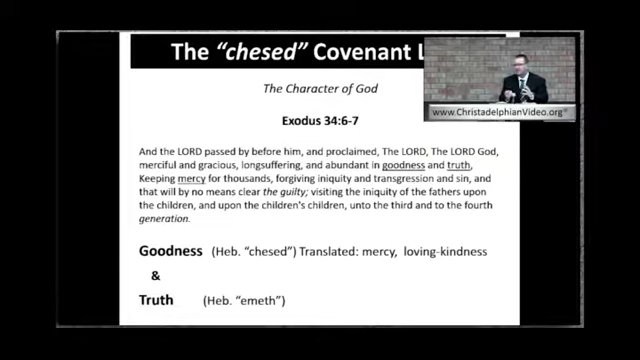 The "chesed" Covenant L
www.ChristadelphianVideo.org
The Character of God
Exodus 34:6-7
And the LORD passed by before him, and proclaimed, The LORD, The LORD God,
merciful and gracious, longsuffering, and abundant in goodness and truth,
Keeping mercy for thousands, forgiving iniquity and transgression and sin, and
that will by no means clear the guilty; visiting the iniquity of the fathers upon
the children, and upon the children's children, unto the third and to the fourth
generation.
Goodness (Heb. "chesed") Translated: mercy, loving-kindness
&
Truth (Heb. "emeth")